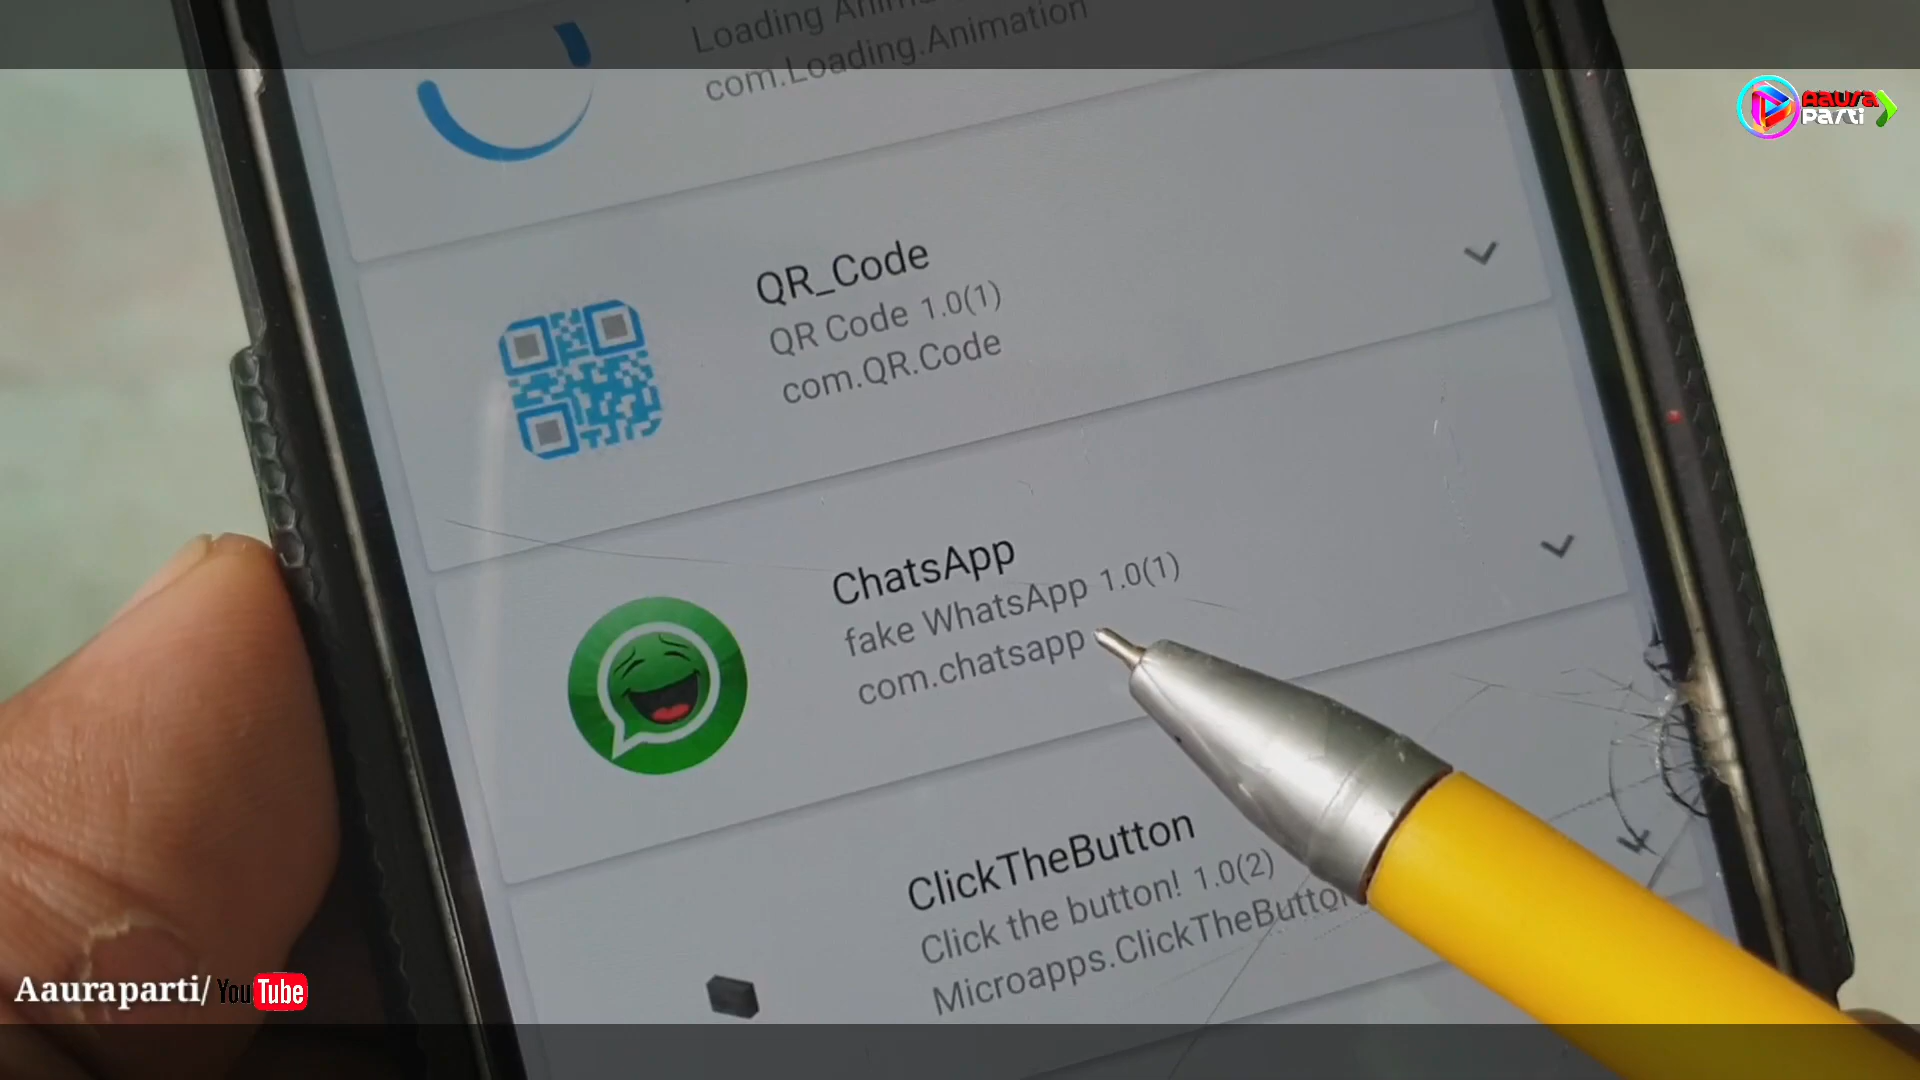 Loading
com.Loading.Animation
Aaura
Parti
QR_Code
QR Code 1.0(1)
com.QR.Code
ChatsApp
fake WhatsApp 1.0(1)
com.chatsapp
ClickTheButton
Click the button! 1.0(2)
Microapps.ClickTheButton
Aauraparti/YouTube